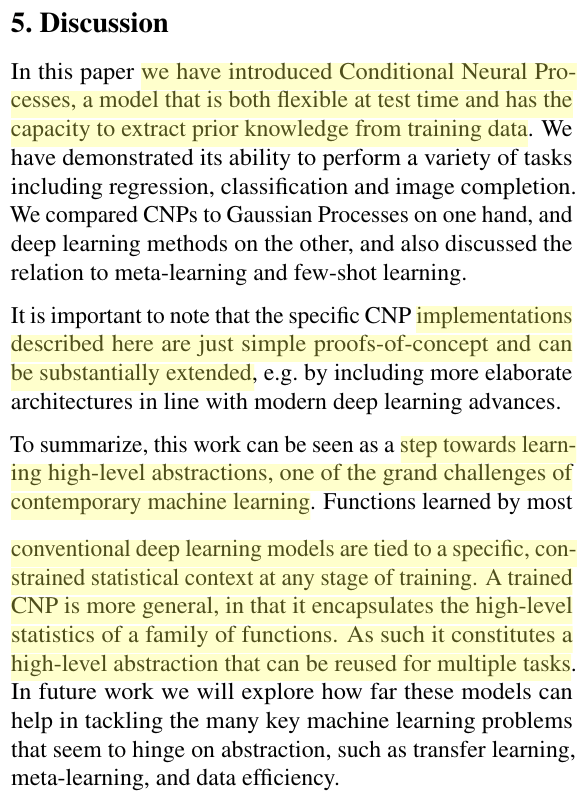 5. Discussion
In this paper we have introduced Conditional Neural Pro-
cesses, a model that is both flexible at test time and has the
capacity to extract prior knowledge from training data. We
have demonstrated its ability to perform a variety of tasks
including regression, classification and image completion.
We compared CNPs to Gaussian Processes on one hand, and
deep learning methods on the other, and also discussed the
relation to meta-learning and few-shot learning.
It is important to note that the specific CNP implementations
described here are just simple proofs-of-concept and can
be substantially extended, e.g. by including more elaborate
architectures in line with modern deep learning advances.
To summarize, this work can be seen as a step towards learn-
ing high-level abstractions, one of the grand challenges of
contemporary machine learning. Functions learned by most
conventional deep learning models are tied to a specific, con-
strained statistical context at any stage of training. A trained
CNP is more general, in that it encapsulates the high-level
statistics of a family of functions. As such it constitutes a
high-level abstraction that can be reused for multiple tasks.
In future work we will explore how far these models can
help in tackling the many key machine learning problems
that seem to hinge on abstraction, such as transfer learning,
meta-learning, and data efficiency.